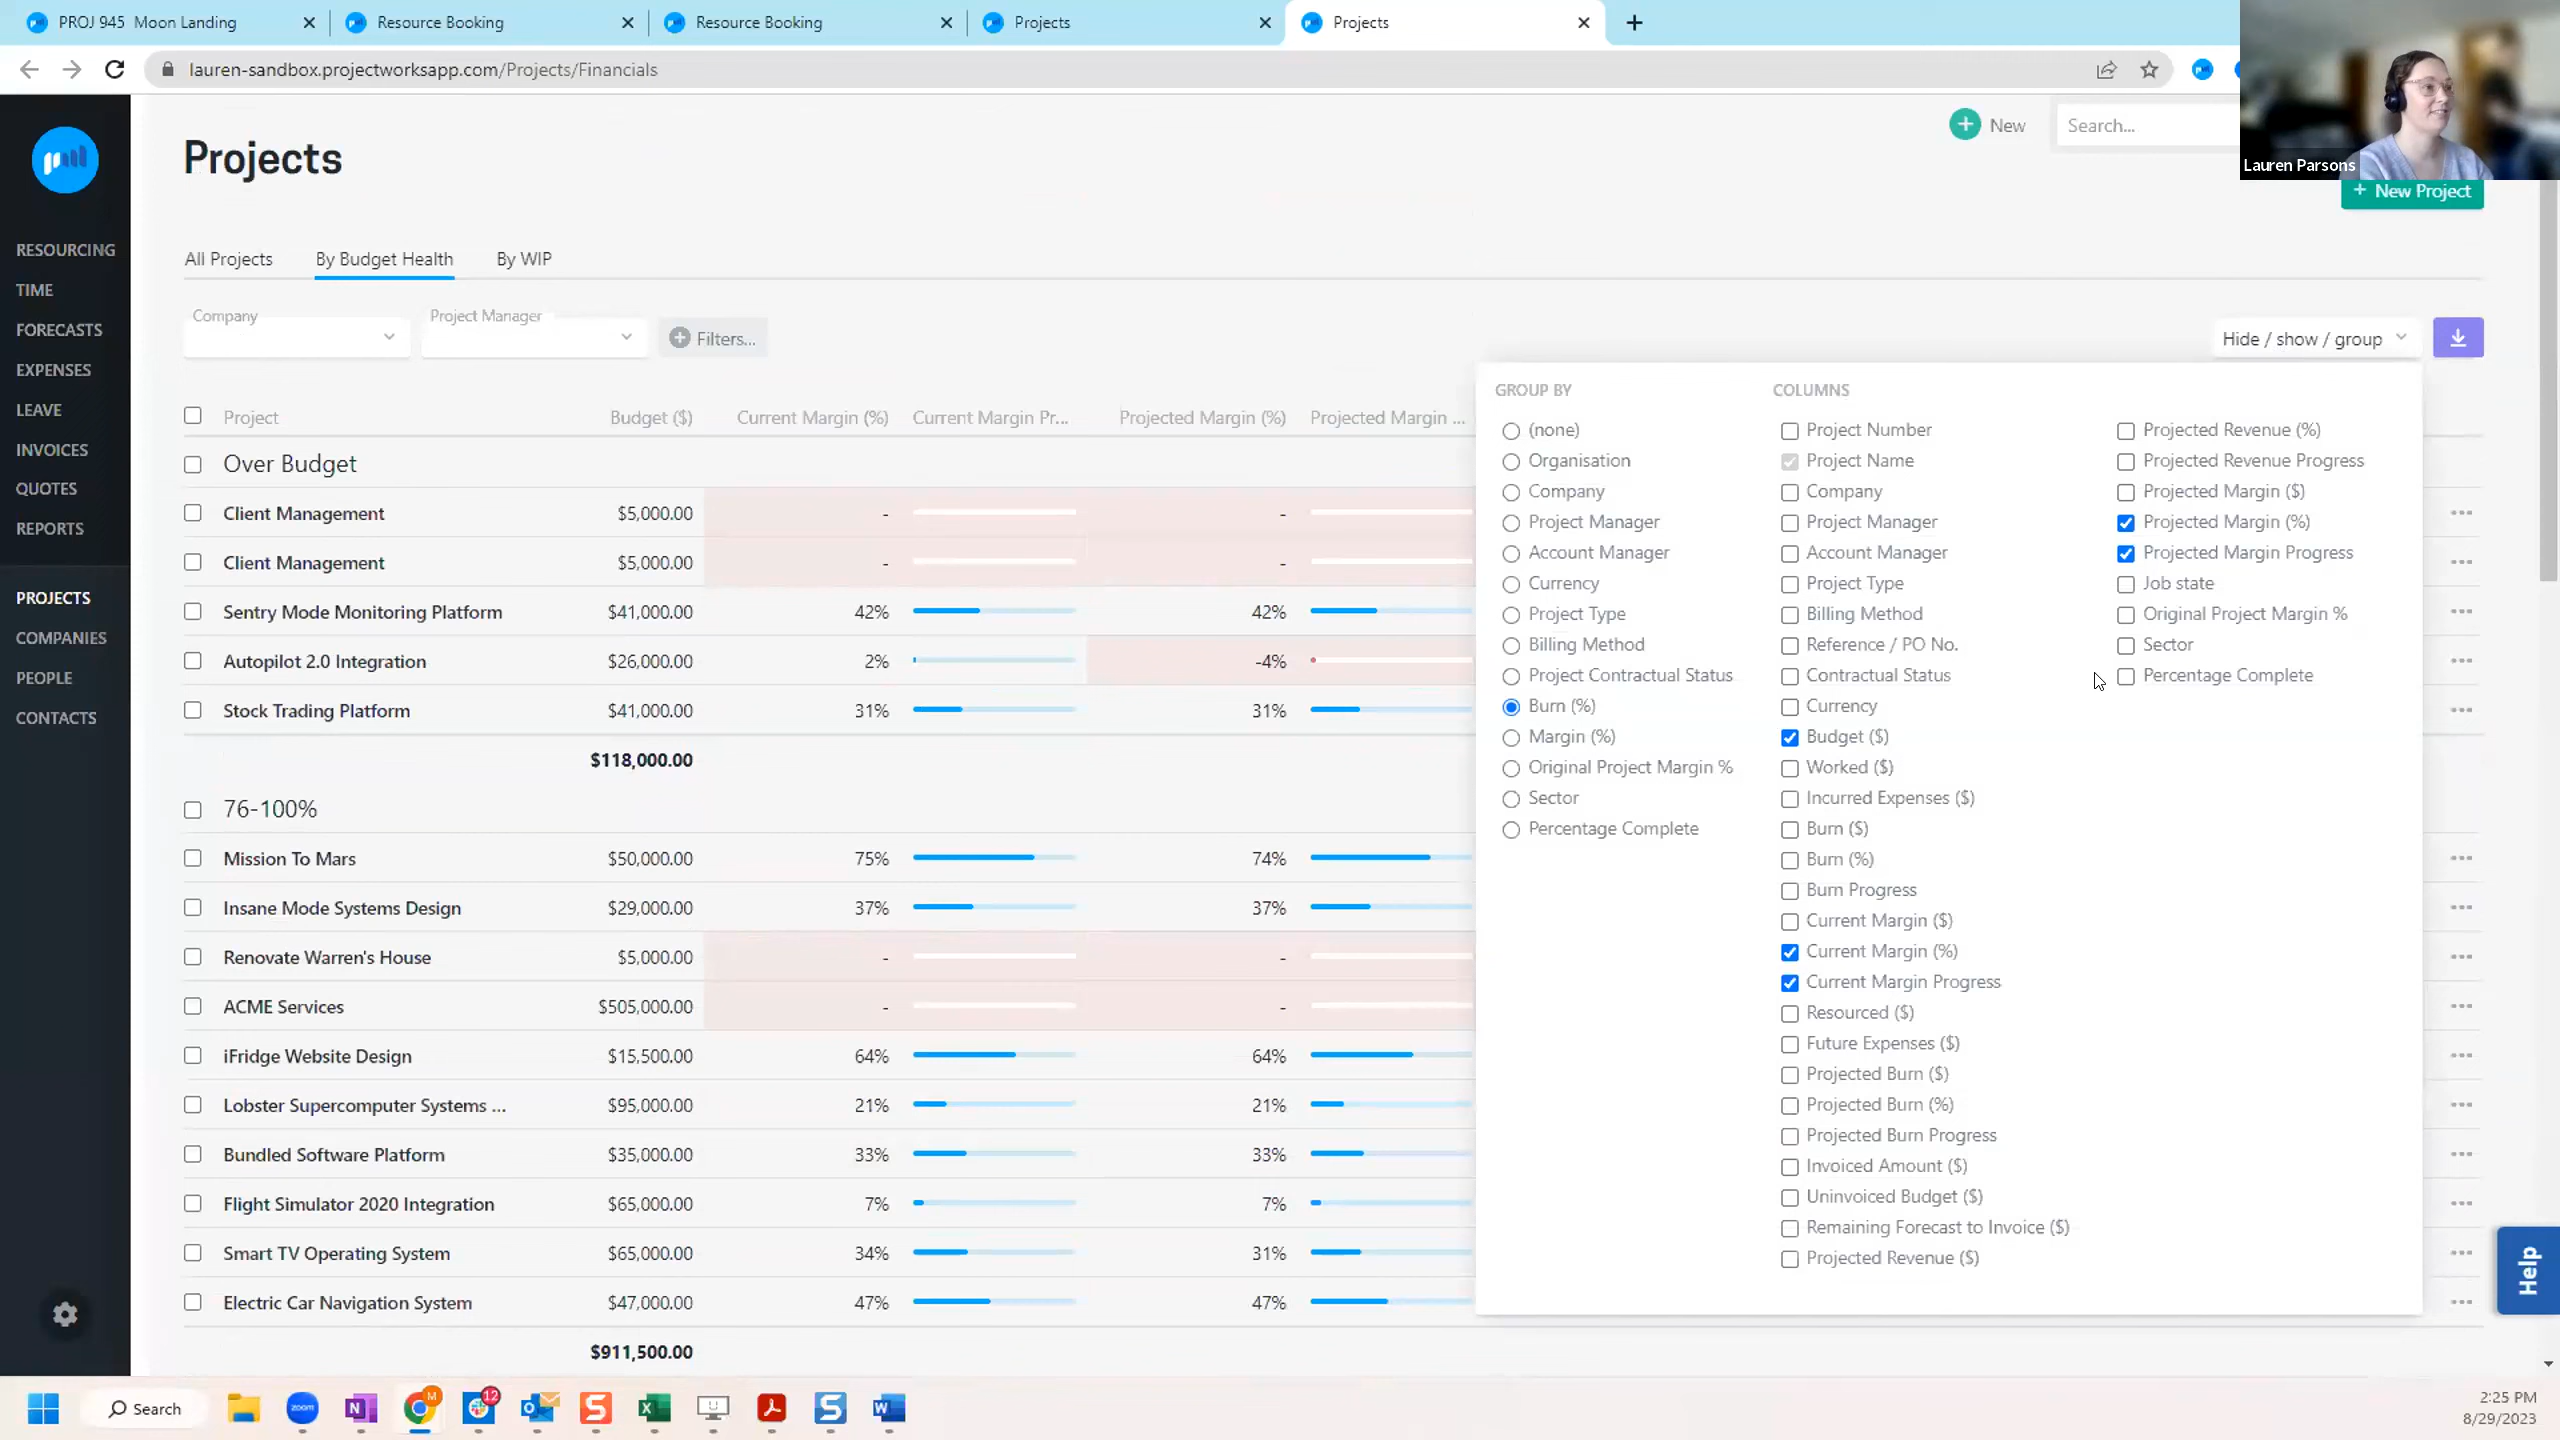 PROJ 945 Moon Landing
Resource Booking
Resource Booking
Projects
Projects
lauren-sandbox.projectworksapp.com/Projects/Financials
Lauren Parsons
Projects
New
Search...
+ New Project
RESOURCING
TIME
FORECASTS
EXPENSES
LEAVE
INVOICES
QUOTES
REPORTS
PROJECTS
COMPANIES
PEOPLE
CONTACTS
All Projects By Budget Health By WIP
Company
Project Manager
Filters...
Hide / show / group
Project Budget ($) Current Margin (%) Current Margin Pr... Projected Margin (%) Projected Margin ...
Over Budget
Client Management $5,000.00 - -
Client Management $5,000.00 - -
Sentry Mode Monitoring Platform $41,000.00 42% 42%
Autopilot 2.0 Integration $26,000.00 2% -4%
Stock Trading Platform $41,000.00 31% 31%
$118,000.00
76-100%
Mission To Mars $50,000.00 75% 74%
Insane Mode Systems Design $29,000.00 37% 37%
Renovate Warren's House $5,000.00 - -
ACME Services $505,000.00 - -
iFridge Website Design $15,500.00 64% 64%
Lobster Supercomputer Systems ... $95,000.00 21% 21%
Bundled Software Platform $35,000.00 33% 33%
Flight Simulator 2020 Integration $65,000.00 7% 7%
Smart TV Operating System $65,000.00 34% 31%
Electric Car Navigation System $47,000.00 47% 47%
$911,500.00
GROUP BY
(none)
Organisation
Company
Project Manager
Account Manager
Currency
Project Type
Billing Method
Project Contractual Status
Burn (%)
Margin (%)
Original Project Margin %
Sector
Percentage Complete
COLUMNS
Project Number
Project Name
Company
Project Manager
Account Manager
Project Type
Billing Method
Reference / PO No.
Contractual Status
Currency
Budget ($)
Worked ($)
Incurred Expenses ($)
Burn ($)
Burn (%)
Burn Progress
Current Margin ($)
Current Margin (%)
Current Margin Progress
Resourced ($)
Future Expenses ($)
Projected Burn ($)
Projected Burn (%)
Projected Burn Progress
Invoiced Amount ($)
Uninvoiced Budget ($)
Remaining Forecast to Invoice ($)
Projected Revenue ($)
Projected Revenue (%)
Projected Revenue Progress
Projected Margin ($)
Projected Margin (%)
Projected Margin Progress
Job state
Original Project Margin %
Sector
Percentage Complete
Help
Search
zoom
N
M
12
S
X
S
W
2:25 PM
8/29/2023